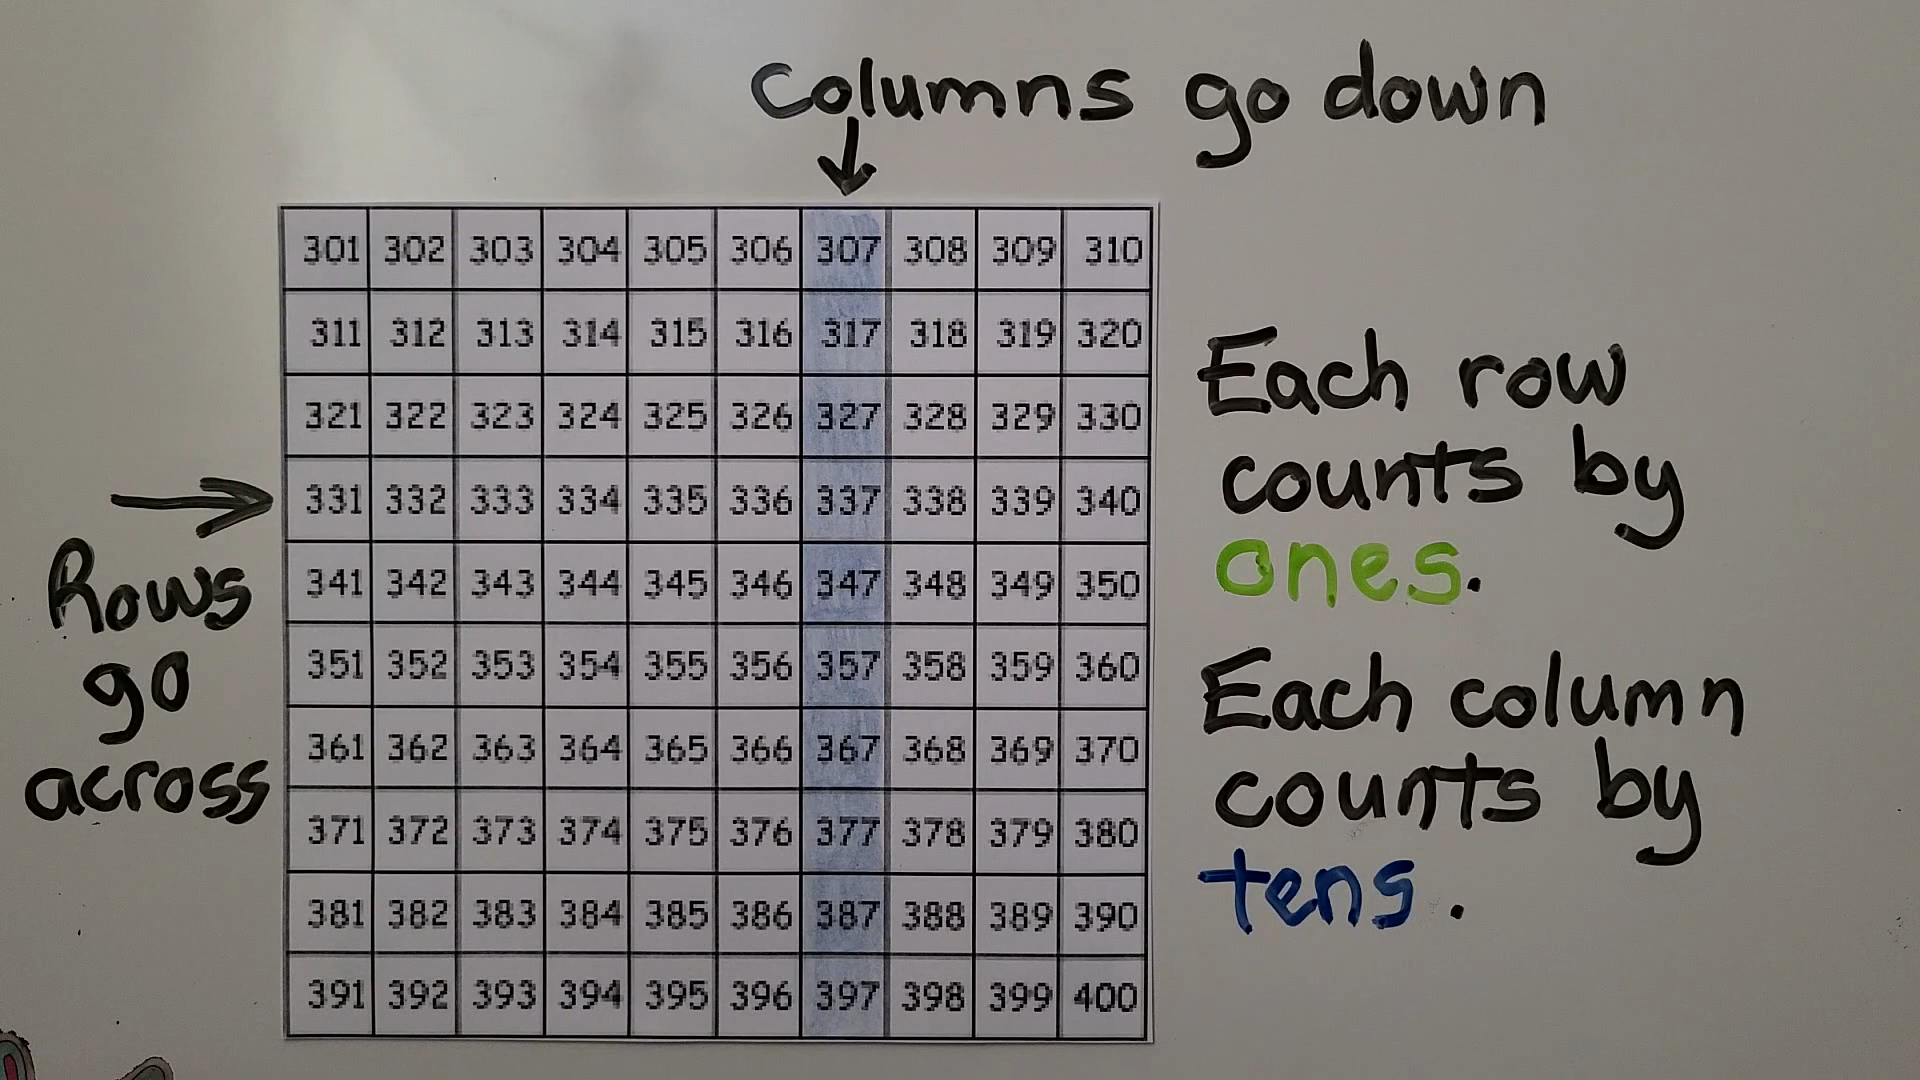 Columns go down
301 302 303 304 305 306 307 308 309 310
311 312 313 314 315 316 317 318 319 320
321 322 323 324 325 326 327 328 329 330
331 332 333 334 335 336 337 338 339 340
341 342 343 344 345 346 347 348 349 350
351 352 353 354 355 356 357 358 359 360
361 362 363 364 365 366 367 368 369 370
371 372 373 374 375 376 377 378 379 380
381 382 383 384 385 386 387 388 389 390
391 392 393 394 395 396 397 398 399 400
Rows
go
across
Each row
counts by
ones.
Each column
counts by
tens.